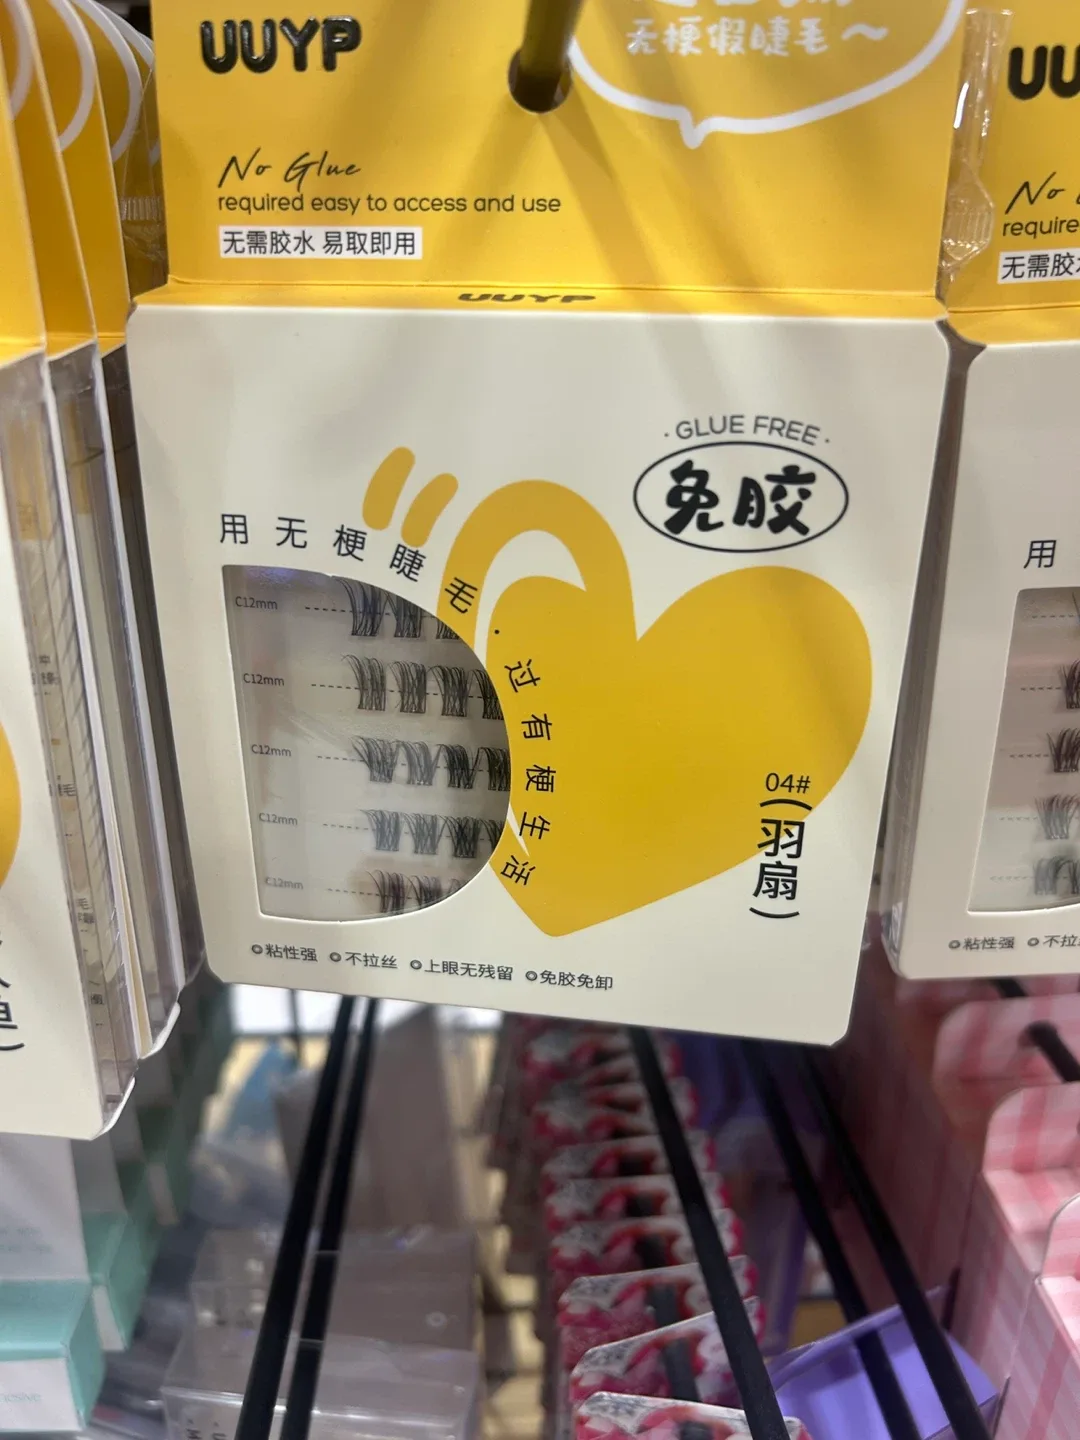 UUYP
无梗假睫毛~
No Glue
required easy to access and use
无需胶水 易取即用
UUYP
· GLUE FREE ·
免胶
用无梗睫毛·过有梗生活
C12mm
C12mm
C12mm
C12mm
C12mm
04#
(羽扇)
粘性强 不拉丝 上眼无残留 免胶免卸
UU
No
require
无需胶
用
粘性强 不拉